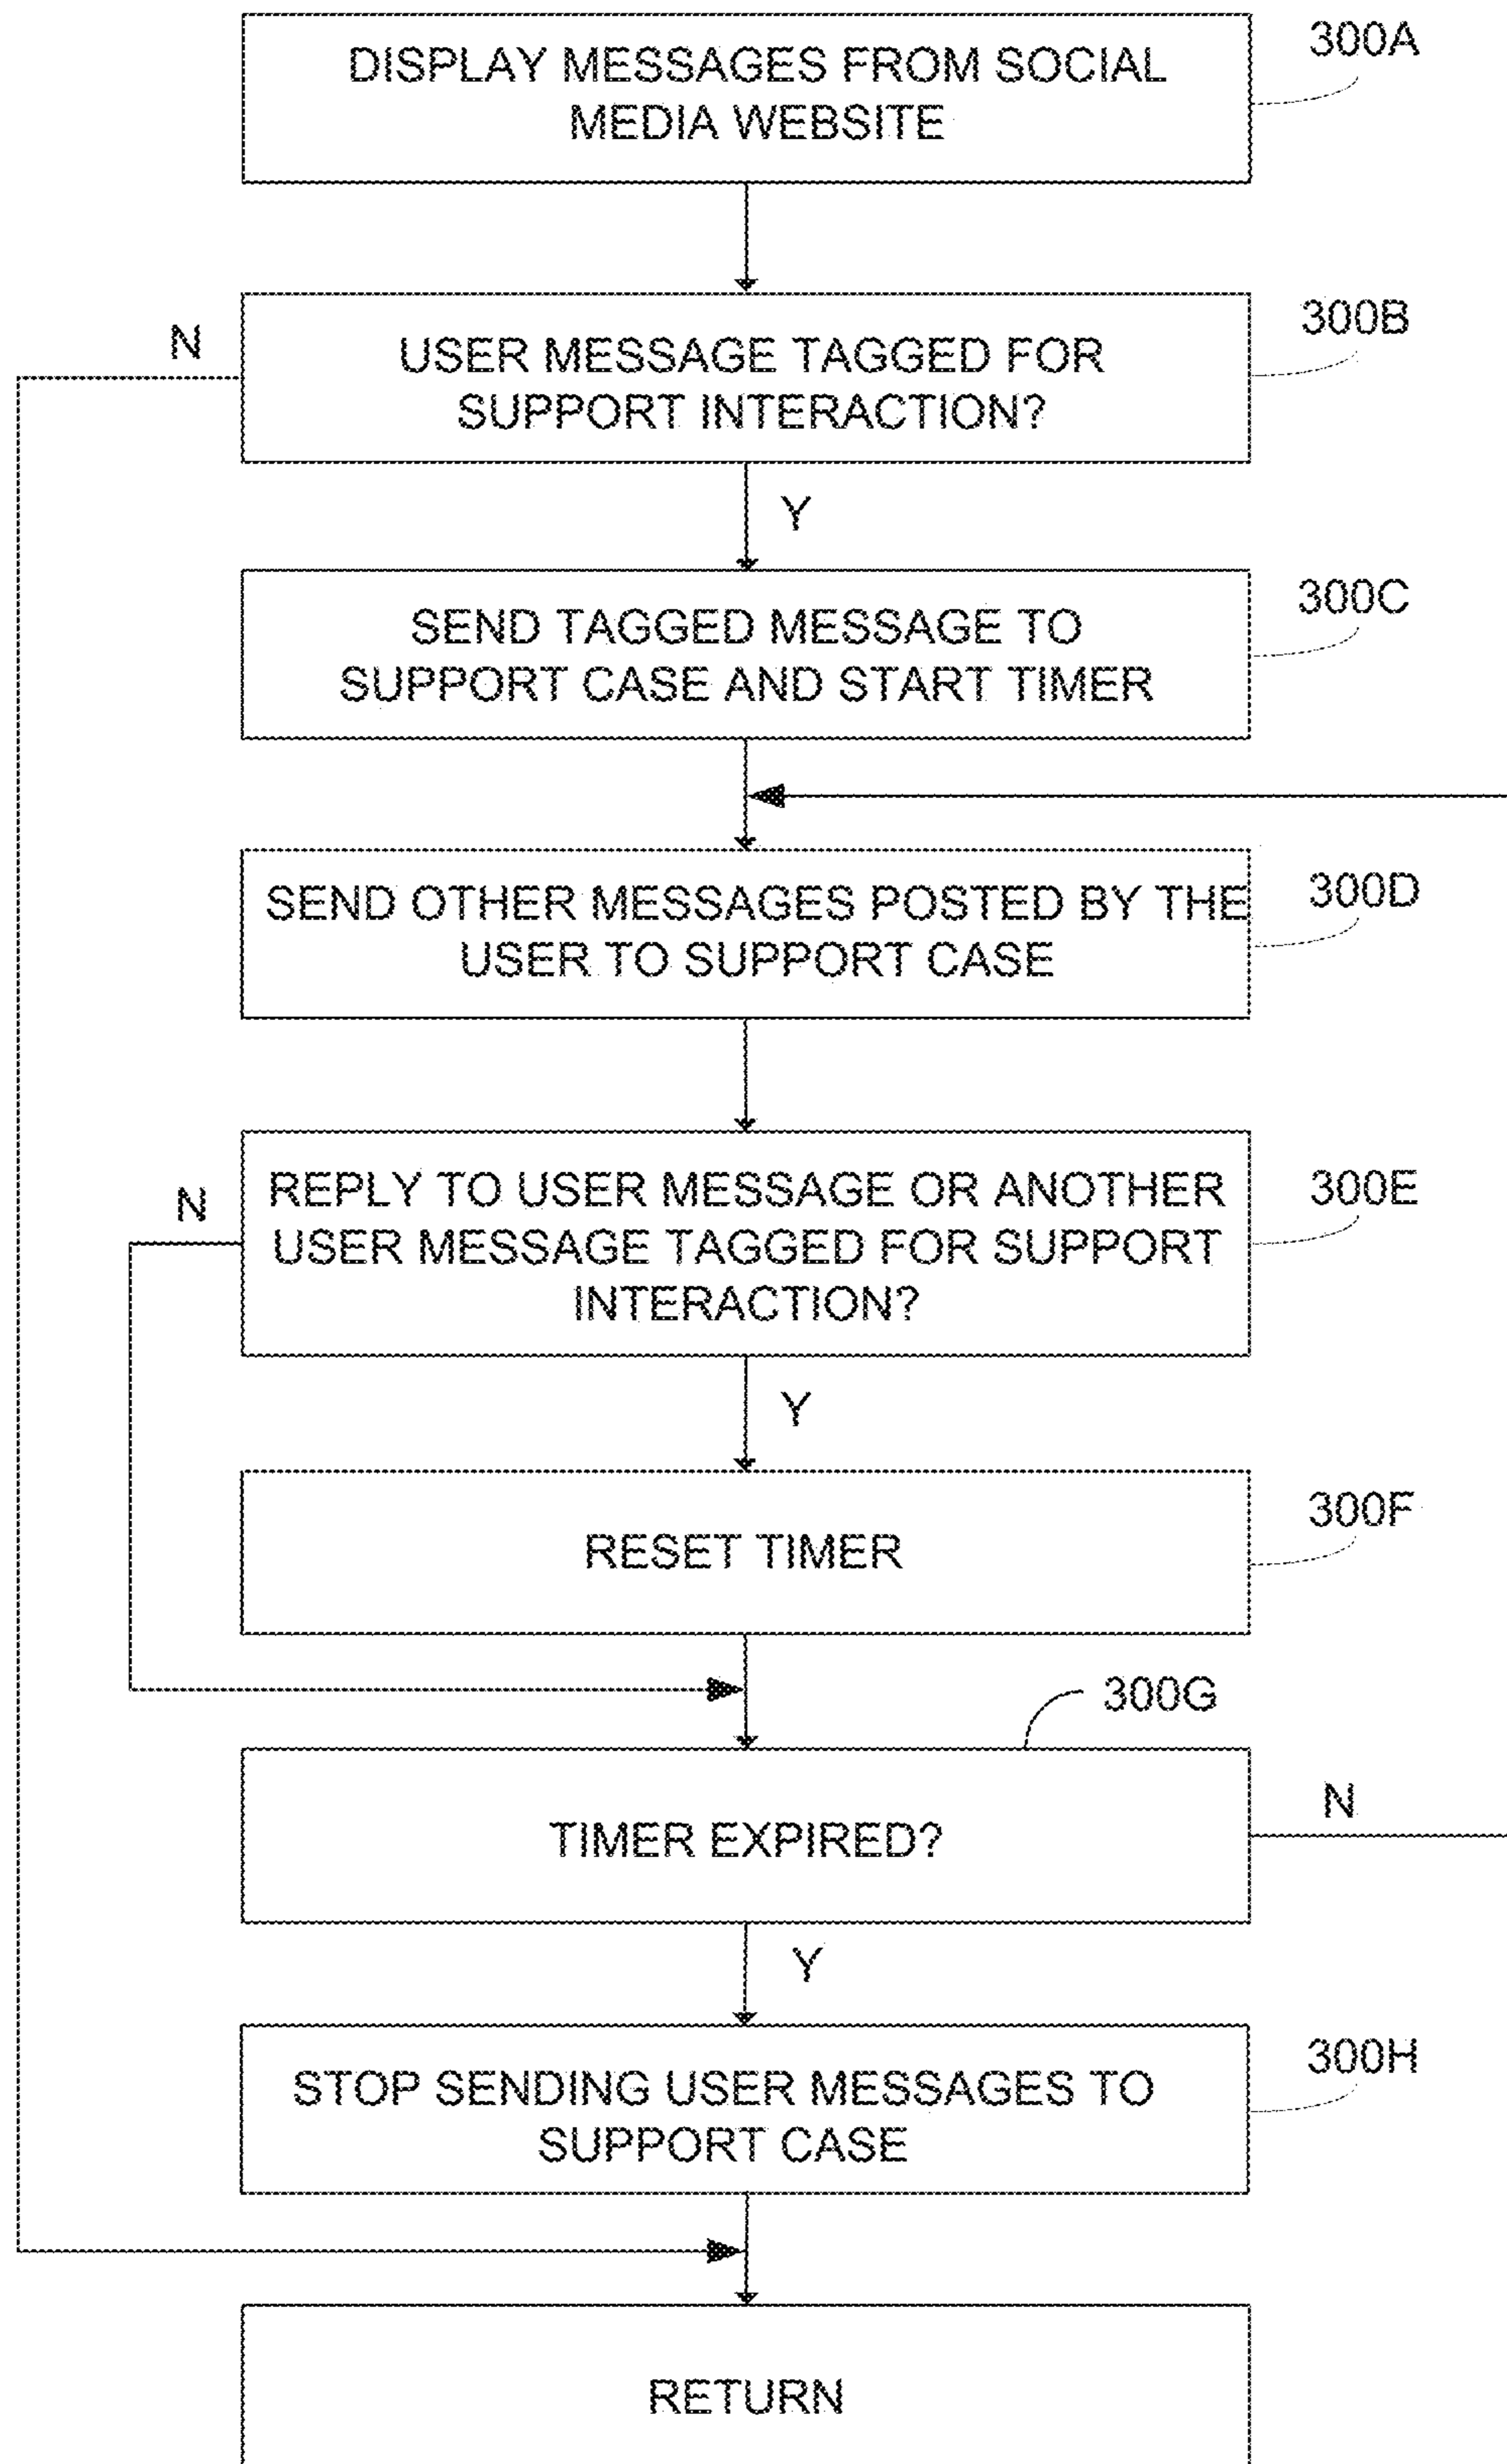 DISPLAY MESSAGES FROM SOCIAL
MEDIA WEBSITE
300A
N
USER MESSAGE TAGGED FOR
SUPPORT INTERACTION?
300B
Y
SEND TAGGED MESSAGE TO
SUPPORT CASE AND START TIMER
300C
SEND OTHER MESSAGES POSTED BY THE
USER TO SUPPORT CASE
300D
N
REPLY TO USER MESSAGE OR ANOTHER
USER MESSAGE TAGGED FOR SUPPORT
INTERACTION?
300E
Y
RESET TIMER
300F
300G
TIMER EXPIRED?
N
Y
STOP SENDING USER MESSAGES TO
SUPPORT CASE
300H
RETURN